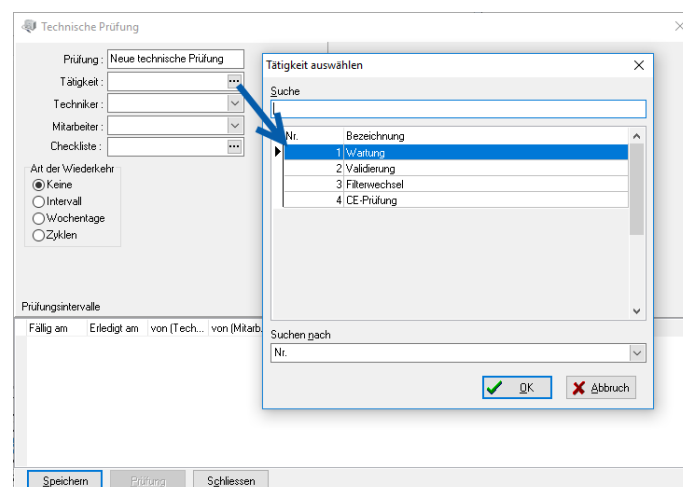 Technische Prüfung
Prüfung : Neue technische Prüfung
Tätigkeit :
Techniker :
Mitarbeiter :
Checkliste :
Art der Wiederkehr
Keine
Intervall
Wochentage
Zyklen
Prüfungsintervalle
Fällig am Erledigt am von (Tech... von (Mitarb.
Tätigkeit auswählen
Suche
Nr. Bezeichnung
1 Wartung
2 Validierung
3 Filterwechsel
4 CE-Prüfung
Suchen nach
Nr.
OK Abbruch
Speichern Prüfung Schliessen